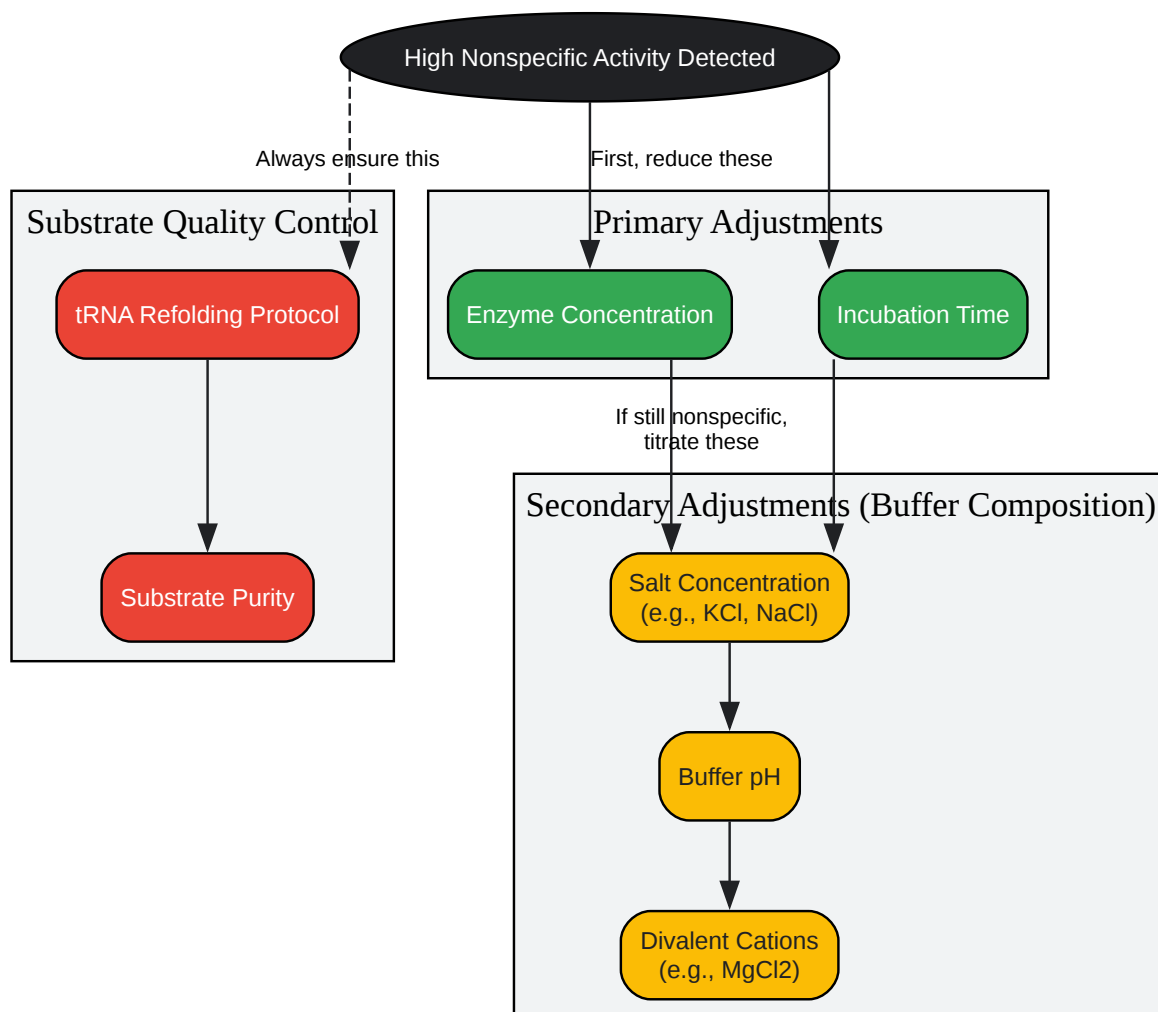 High Nonspecific Activity Detected
Always ensure this
First, reduce these
Substrate Quality Control
Primary Adjustments
tRNA Refolding Protocol
Enzyme Concentration
Incubation Time
If still nonspecific,
titrate these
Secondary Adjustments (Buffer Composition)
Substrate Purity
Salt Concentration
(e.g., KCl, NaCl)
Buffer pH
Divalent Cations
(e.g., MgCl2)